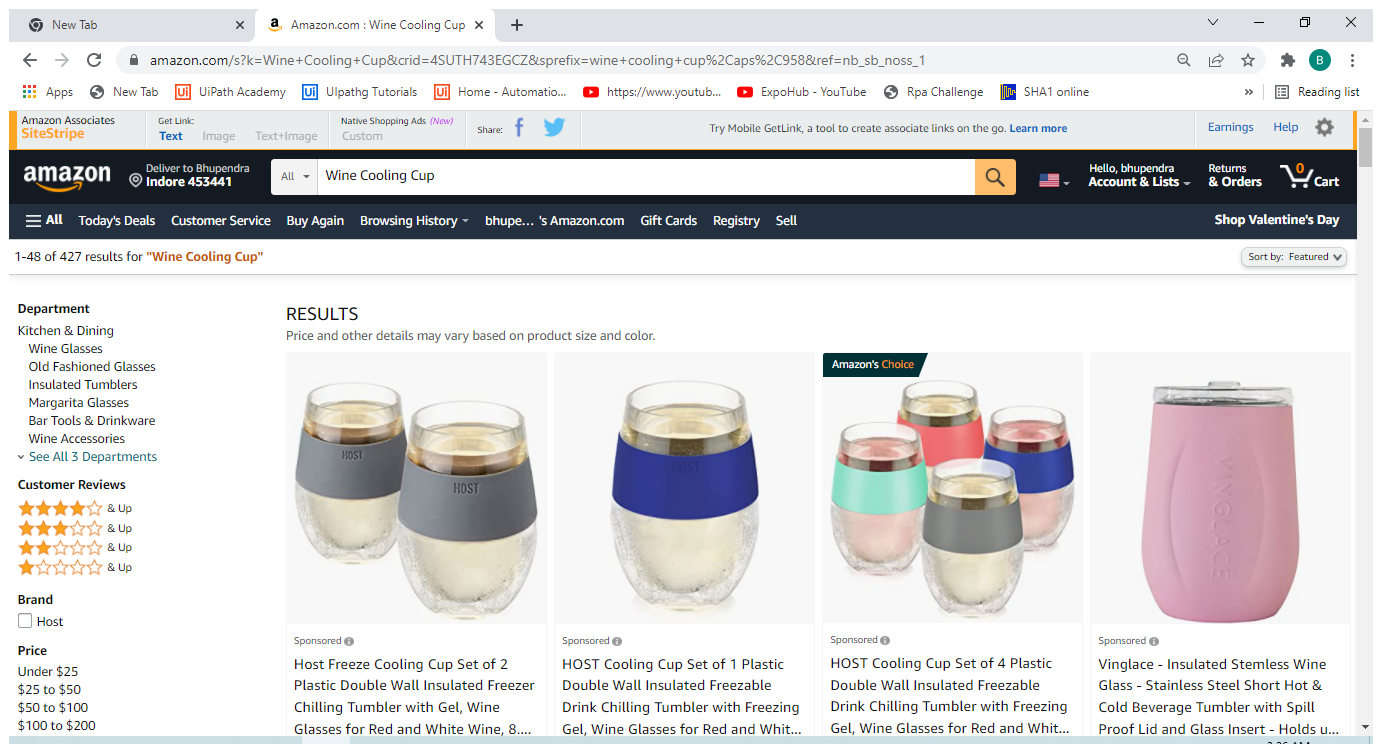 New Tab
Amazon.com : Wine Cooling Cup
amazon.com/s?k=Wine+Cooling+Cup&crid=4SUTH743EGCZ&sprefix=wine+cooling+cup%2Caps%2C958&ref=nb_sb_noss_1
B
Apps New Tab UiPath Academy UIpathg Tutorials Home - Automatio... https://www.youtub... ExpoHub - YouTube Rpa Challenge SHA1 online » Reading list
Amazon Associates
SiteStripe
Get Link:
Text Image Text+Image
Native Shopping Ads (New)
Custom
Share:
Try Mobile GetLink, a tool to create associate links on the go. Learn more
Earnings Help
amazon
Deliver to Bhupendra
Indore 453441
All Wine Cooling Cup
Hello, bhupendra
Account & Lists
Returns
& Orders
0
Cart
All Today's Deals Customer Service Buy Again Browsing History bhupe... 's Amazon.com Gift Cards Registry Sell
Shop Valentine's Day
1-48 of 427 results for "Wine Cooling Cup"
Sort by: Featured
Department
Kitchen & Dining
Wine Glasses
Old Fashioned Glasses
Insulated Tumblers
Margarita Glasses
Bar Tools & Drinkware
Wine Accessories
See All 3 Departments
Customer Reviews
& Up
& Up
& Up
& Up
Brand
Host
Price
Under $25
$25 to $50
$50 to $100
$100 to $200
RESULTS
Price and other details may vary based on product size and color.
HOST
HOST
Sponsored
Host Freeze Cooling Cup Set of 2
Plastic Double Wall Insulated Freezer
Chilling Tumbler with Gel, Wine
Glasses for Red and White Wine, 8....
HOST
Sponsored
HOST Cooling Cup Set of 1 Plastic
Double Wall Insulated Freezable
Drink Chilling Tumbler with Freezing
Gel, Wine Glasses for Red and Whit...
Amazon's Choice
Sponsored
HOST Cooling Cup Set of 4 Plastic
Double Wall Insulated Freezable
Drink Chilling Tumbler with Freezing
Gel, Wine Glasses for Red and Whit...
VINGLACE
Sponsored
Vinglace - Insulated Stemless Wine
Glass - Stainless Steel Short Hot &
Cold Beverage Tumbler with Spill
Proof Lid and Glass Insert - Holds u...